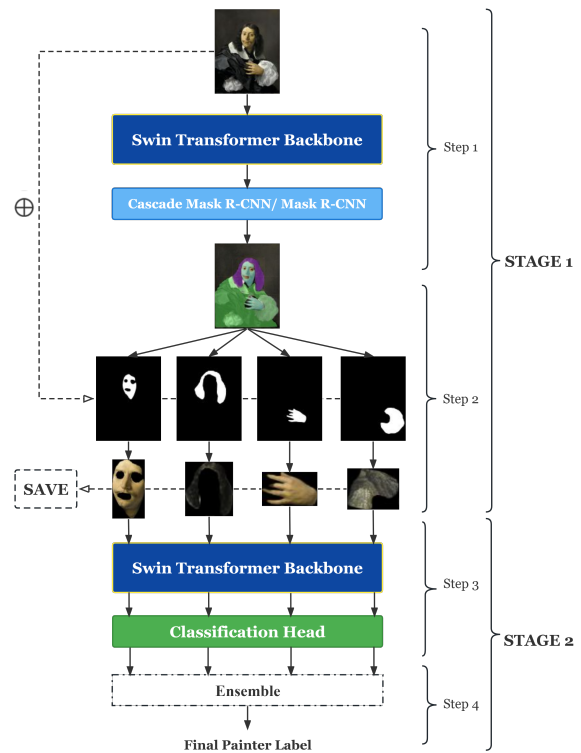 Swin Transformer Backbone
Step 1
Cascade Mask R-CNN/ Mask R-CNN
STAGE 1
Step 2
SAVE
Swin Transformer Backbone
Step 3
Classification Head
STAGE 2
Ensemble
Step 4
Final Painter Label